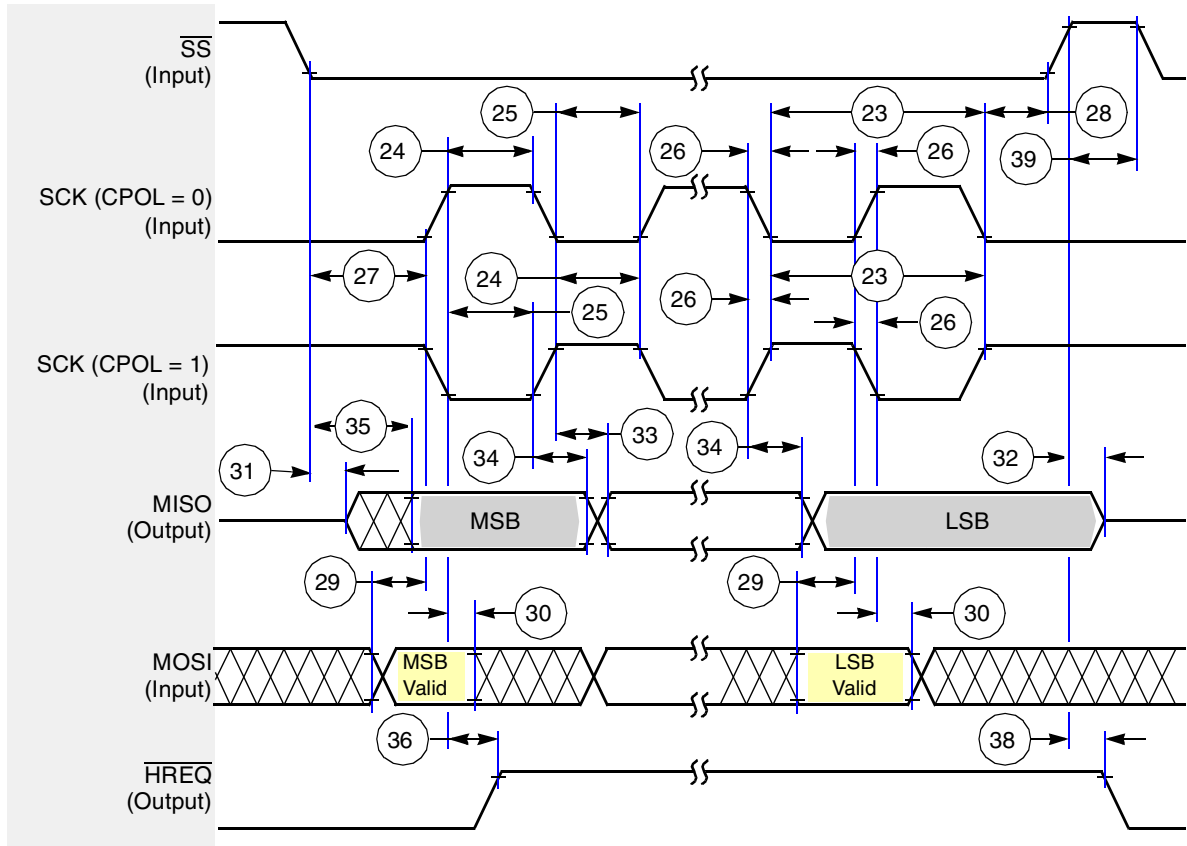 SS
(Input)
25
23
28
24
26
26
39
SCK (CPOL = 0)
(Input)
27
24
23
26
25
26
SCK (CPOL = 1)
(Input)
35
33
34
34
31
32
MISO
(Output)
MSB
LSB
29
29
30
30
MOSI
(Input)
MSB
Valid
LSB
Valid
36
38
HREQ
(Output)